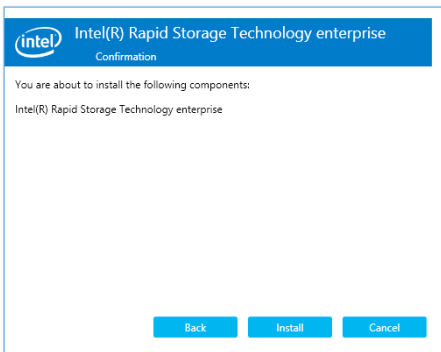 intel
Intel(R) Rapid Storage Technology enterprise
Confirmation
You are about to install the following components:
Intel(R) Rapid Storage Technology enterprise
Back Install Cancel